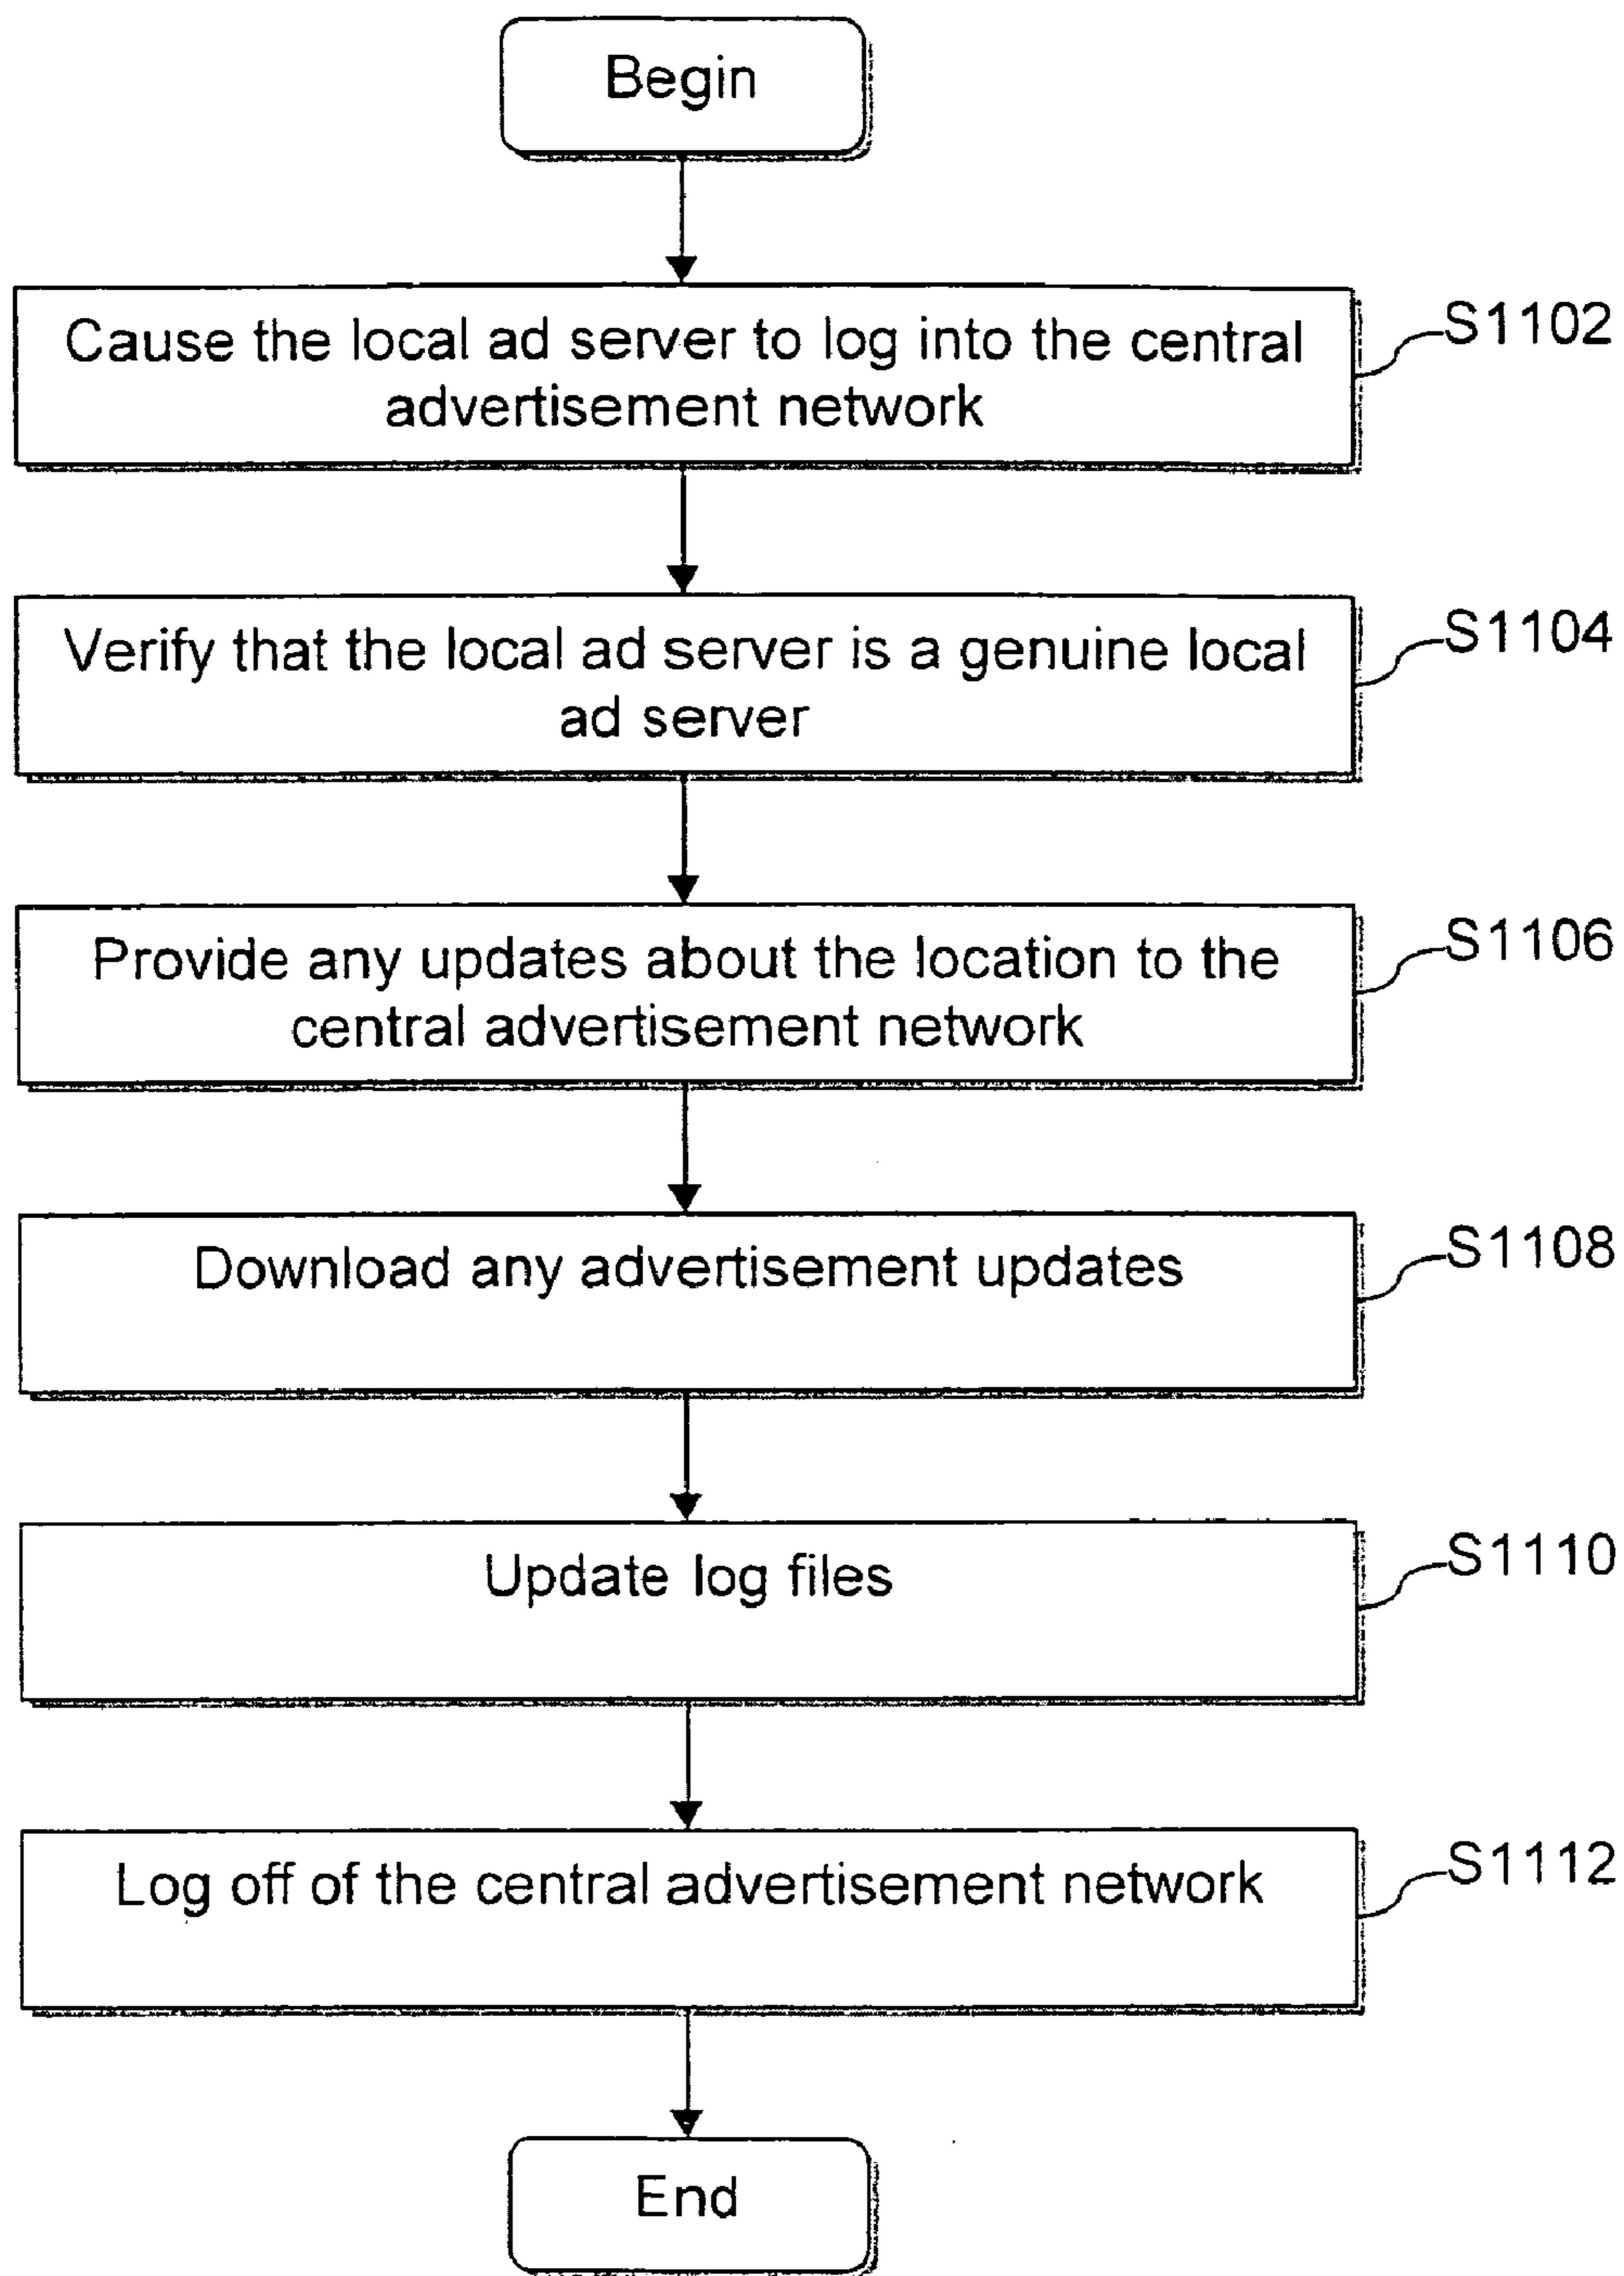 Begin
Cause the local ad server to log into the central
advertisement network
S1102
Verify that the local ad server is a genuine local
ad server
S1104
Provide any updates about the location to the
central advertisement network
S1106
Download any advertisement updates
S1108
Update log files
S1110
Log off of the central advertisement network
S1112
End